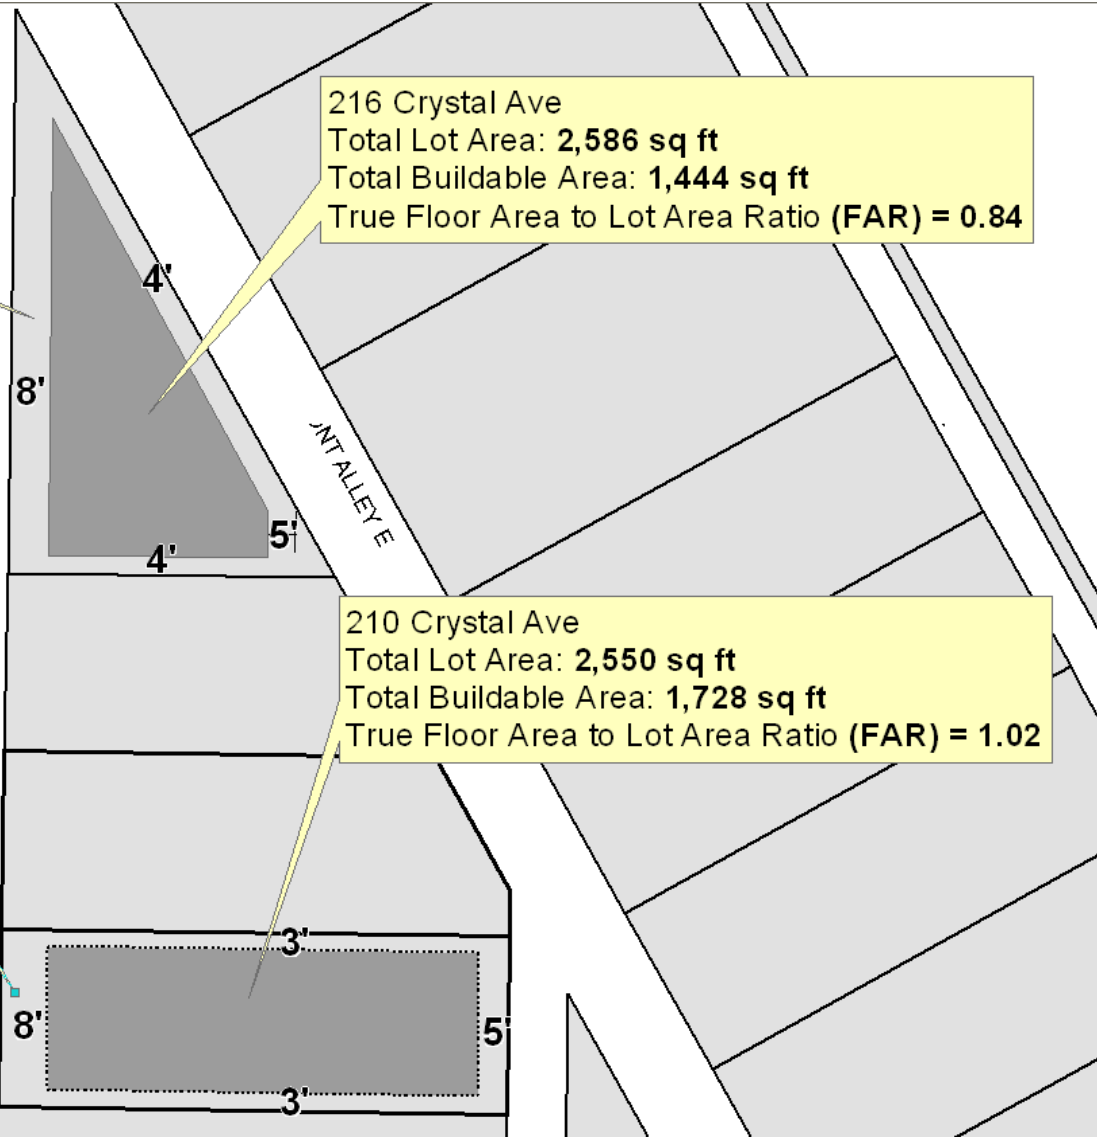 216 Crystal Ave
Total Lot Area: 2,586 sq ft
Total Buildable Area: 1,444 sq ft
True Floor Area to Lot Area Ratio (FAR) = 0.84
4'
8'
5'
4'
ALLEY E
210 Crystal Ave
Total Lot Area: 2,550 sq ft
Total Buildable Area: 1,728 sq ft
True Floor Area to Lot Area Ratio (FAR) = 1.02
3'
8'
5'
3'